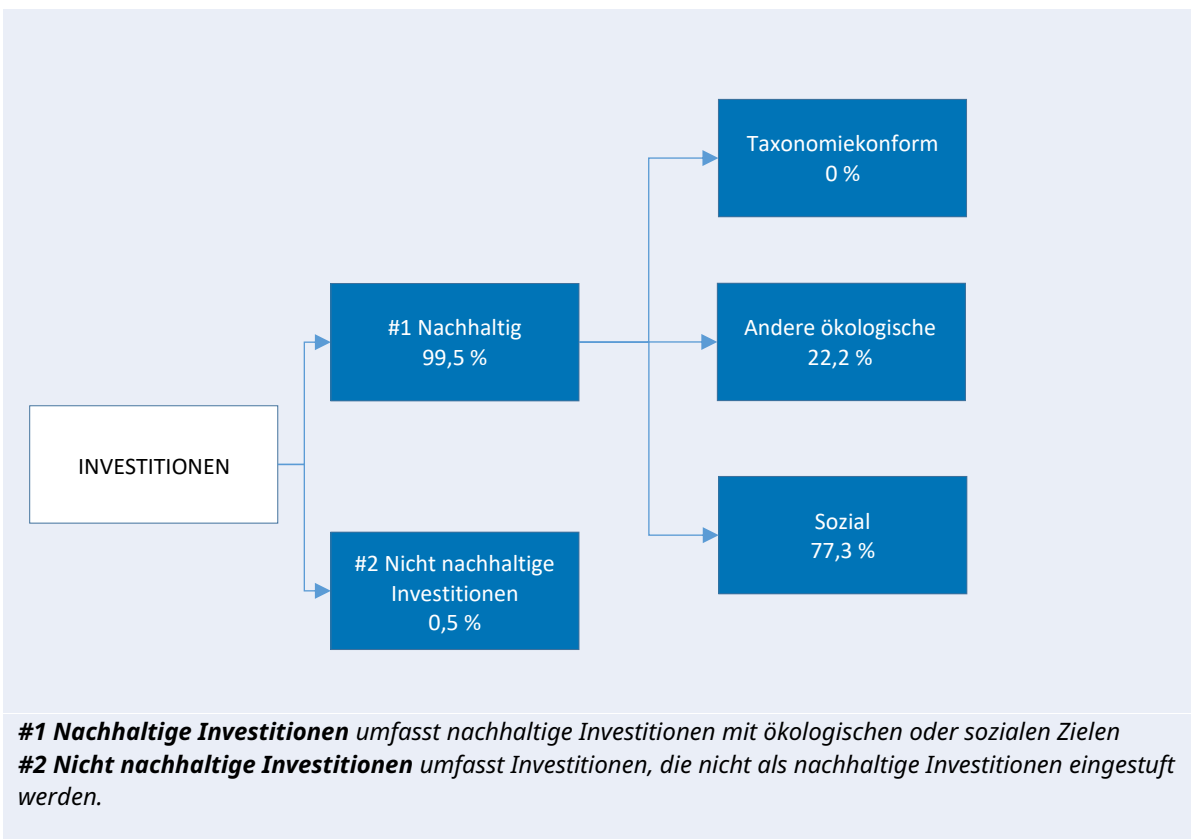 Taxonomiekonform
0 %
#1 Nachhaltig
99,5 %
Andere ökologische
22,2 %
INVESTITIONEN
Sozial
77,3 %
#2 Nicht nachhaltige
Investitionen
0,5 %
#1 Nachhaltige Investitionen umfasst nachhaltige Investitionen mit ökologischen oder sozialen Zielen
#2 Nicht nachhaltige Investitionen umfasst Investitionen, die nicht als nachhaltige Investitionen eingestuft
werden.